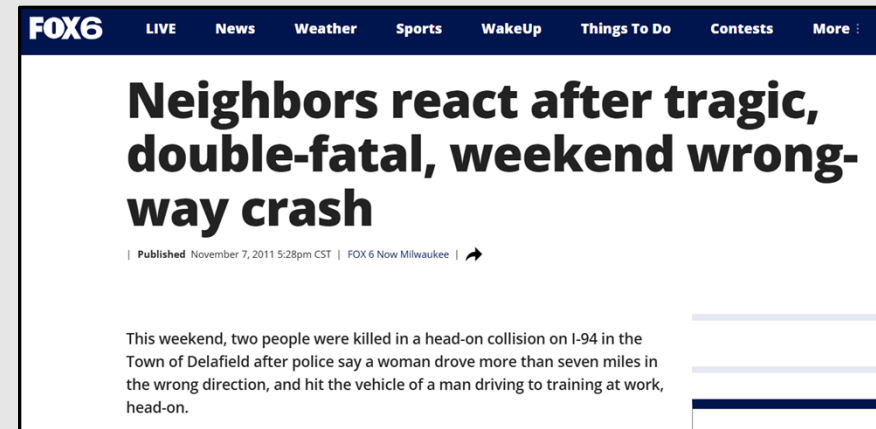 FOX6 LIVE News Weather Sports WakeUp Things To Do Contests More
Neighbors react after tragic,
double-fatal, weekend wrong-
way crash
| Published November 7, 2011 5:28pm CST | FOX 6 Now Milwaukee |
This weekend, two people were killed in a head-on collision on I-94 in the
Town of Delafield after police say a woman drove more than seven miles in
the wrong direction, and hit the vehicle of a man driving to training at work,
head-on.